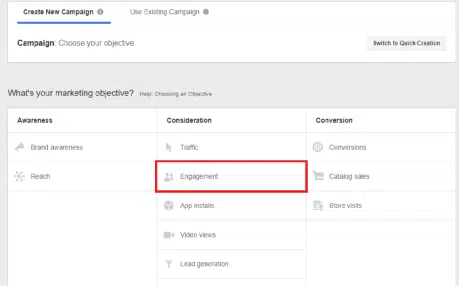 Create New Campaign Use Existing Campaign
Campaign: Choose your objective. Switch to Quick Creation
What's your marketing objective? Help: Choosing an Objective
Awareness Consideration Conversion
Brand awareness Traffic Conversions
Reach Engagement Catalog sales
App installs Store visits
Video views
Lead generation